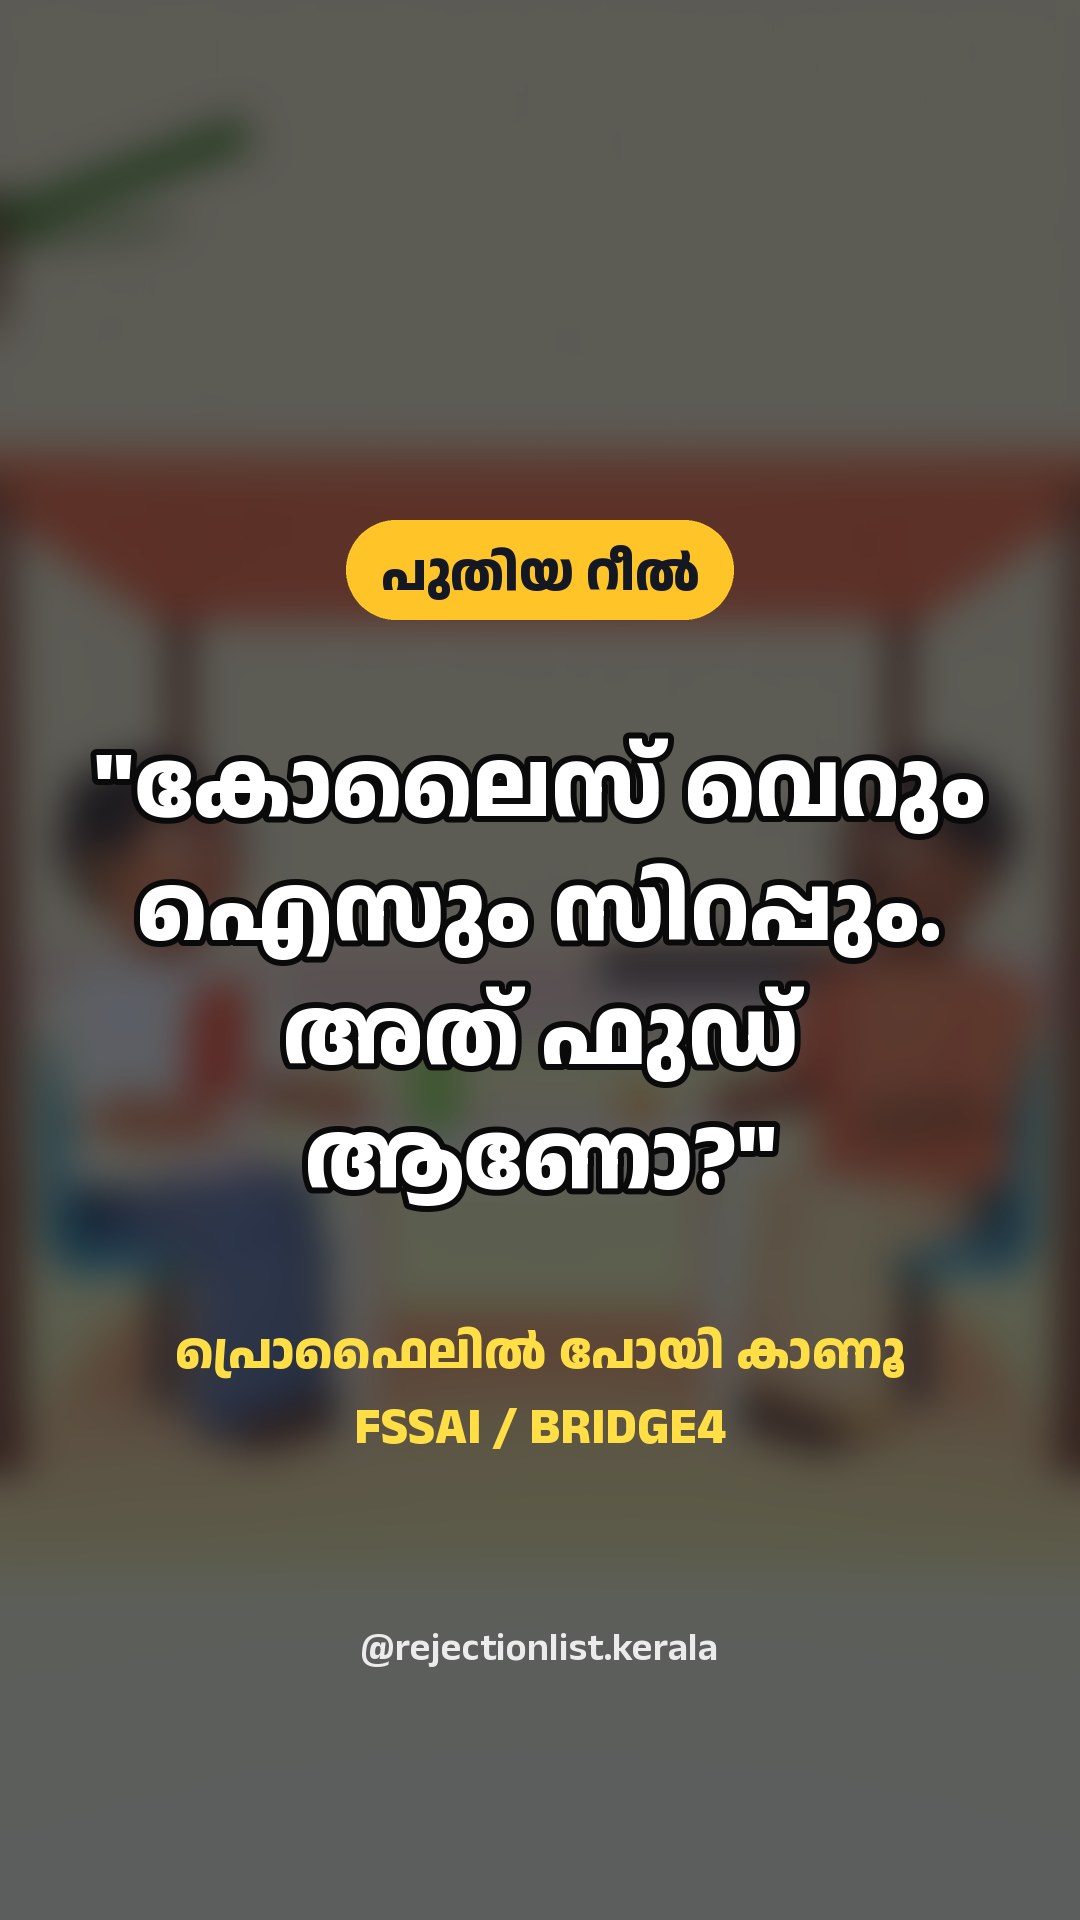 പുതിയ റീൽ
"കോലൈസ് വെറും
ഐസും സിറപ്പും.
അത് ഫുഡ്
ആണോ?"
പ്രൊഫൈലിൽ പോയി കാണൂ
FSSAI / BRIDGE4
@rejectionlist.kerala